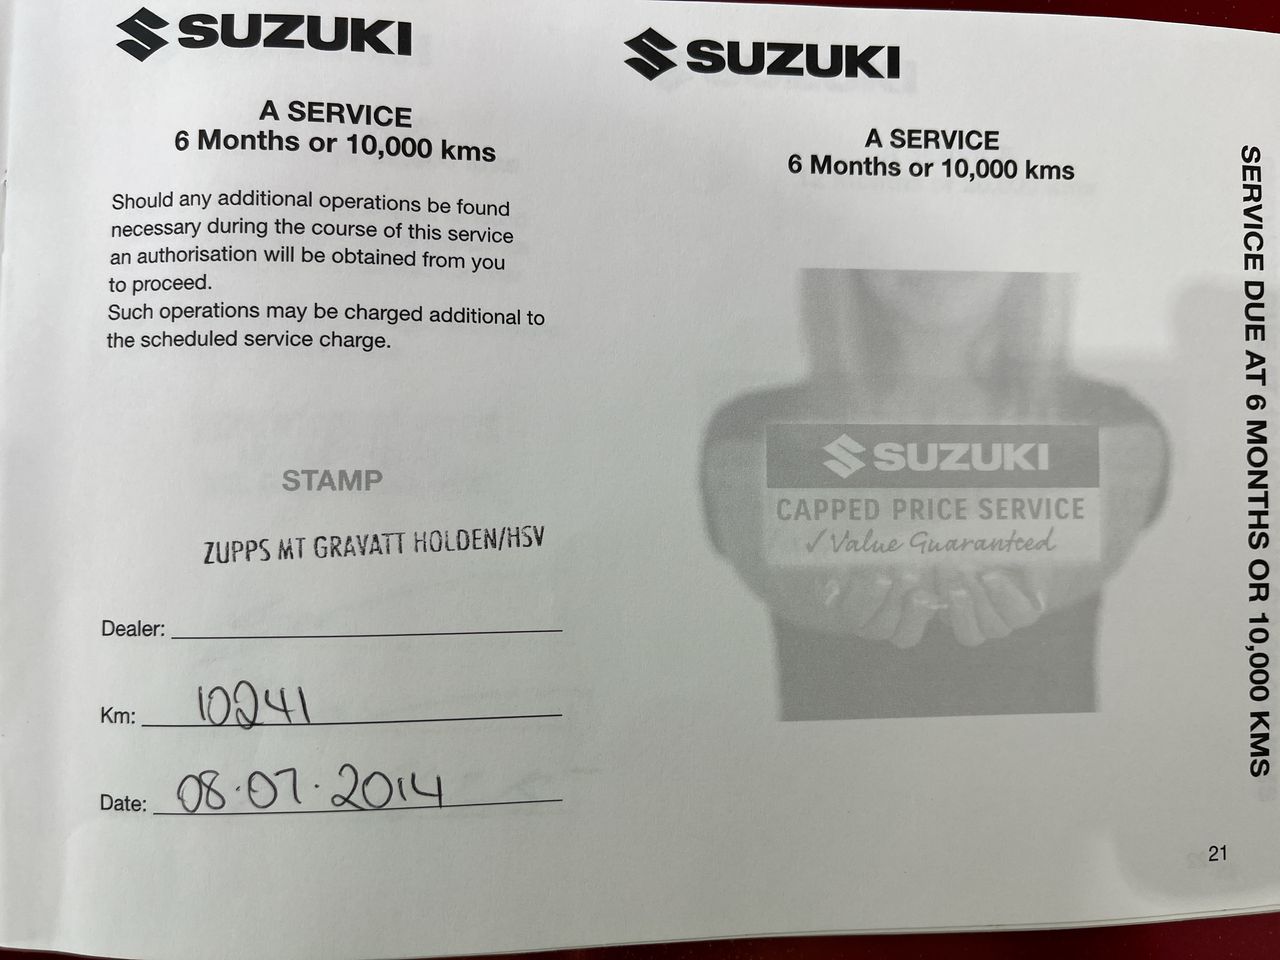 SUZUKI
A SERVICE
6 Months or 10,000 kms
Should any additional operations be found
necessary during the course of this service
an authorisation will be obtained from you
to proceed.
Such operations may be charged additional to
the scheduled service charge.
STAMP
ZUPPS MT GRAVATT HOLDEN/HSV
Dealer:
Km: 10241
Date: 08.07.2014
SUZUKI
A SERVICE
6 Months or 10,000 kms
SUZUKI
CAPPED PRICE SERVICE
✓ Value Guaranteed
SERVICE DUE AT 6 MONTHS OR 10,000 KMS
21